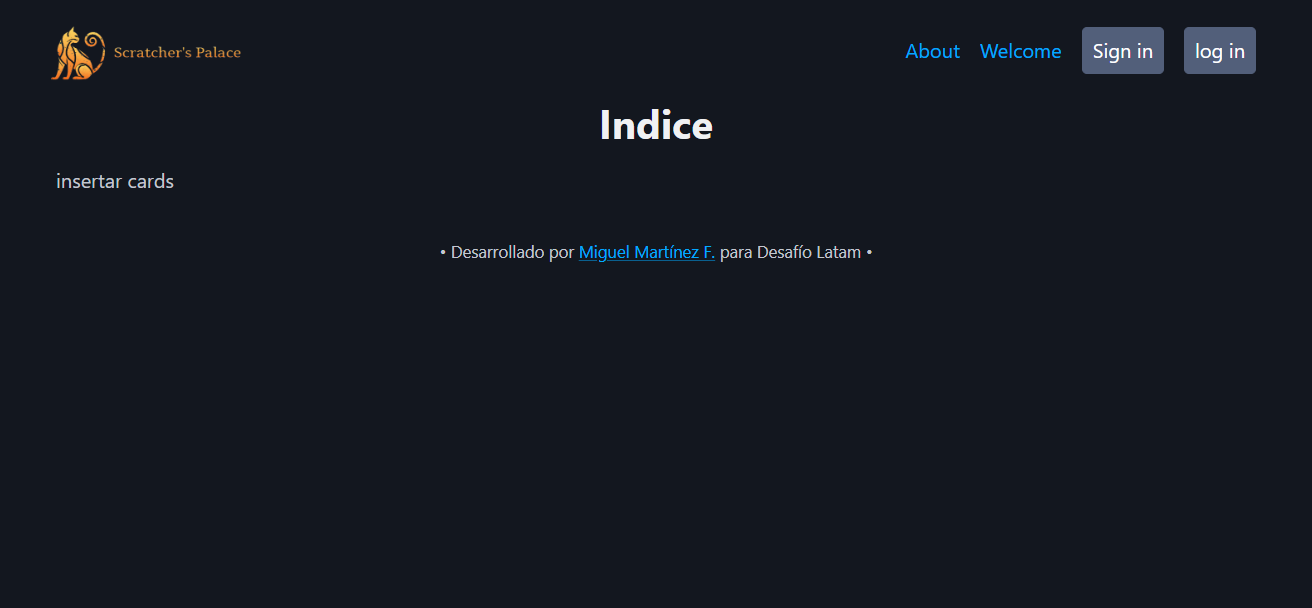 Scratcher's Palace About Welcome Sign in log in
Indice
insertar cards
• Desarrollado por Miguel Martínez F. para Desafío Latam •